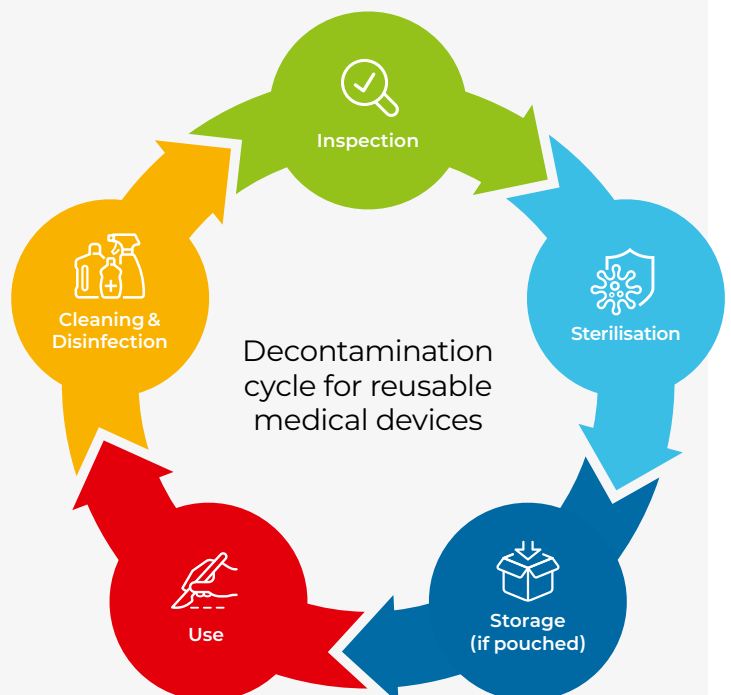 Inspection
Sterilisation
Storage
(if pouched)
Use
Cleaning &
Disinfection
Decontamination
cycle for reusable
medical devices